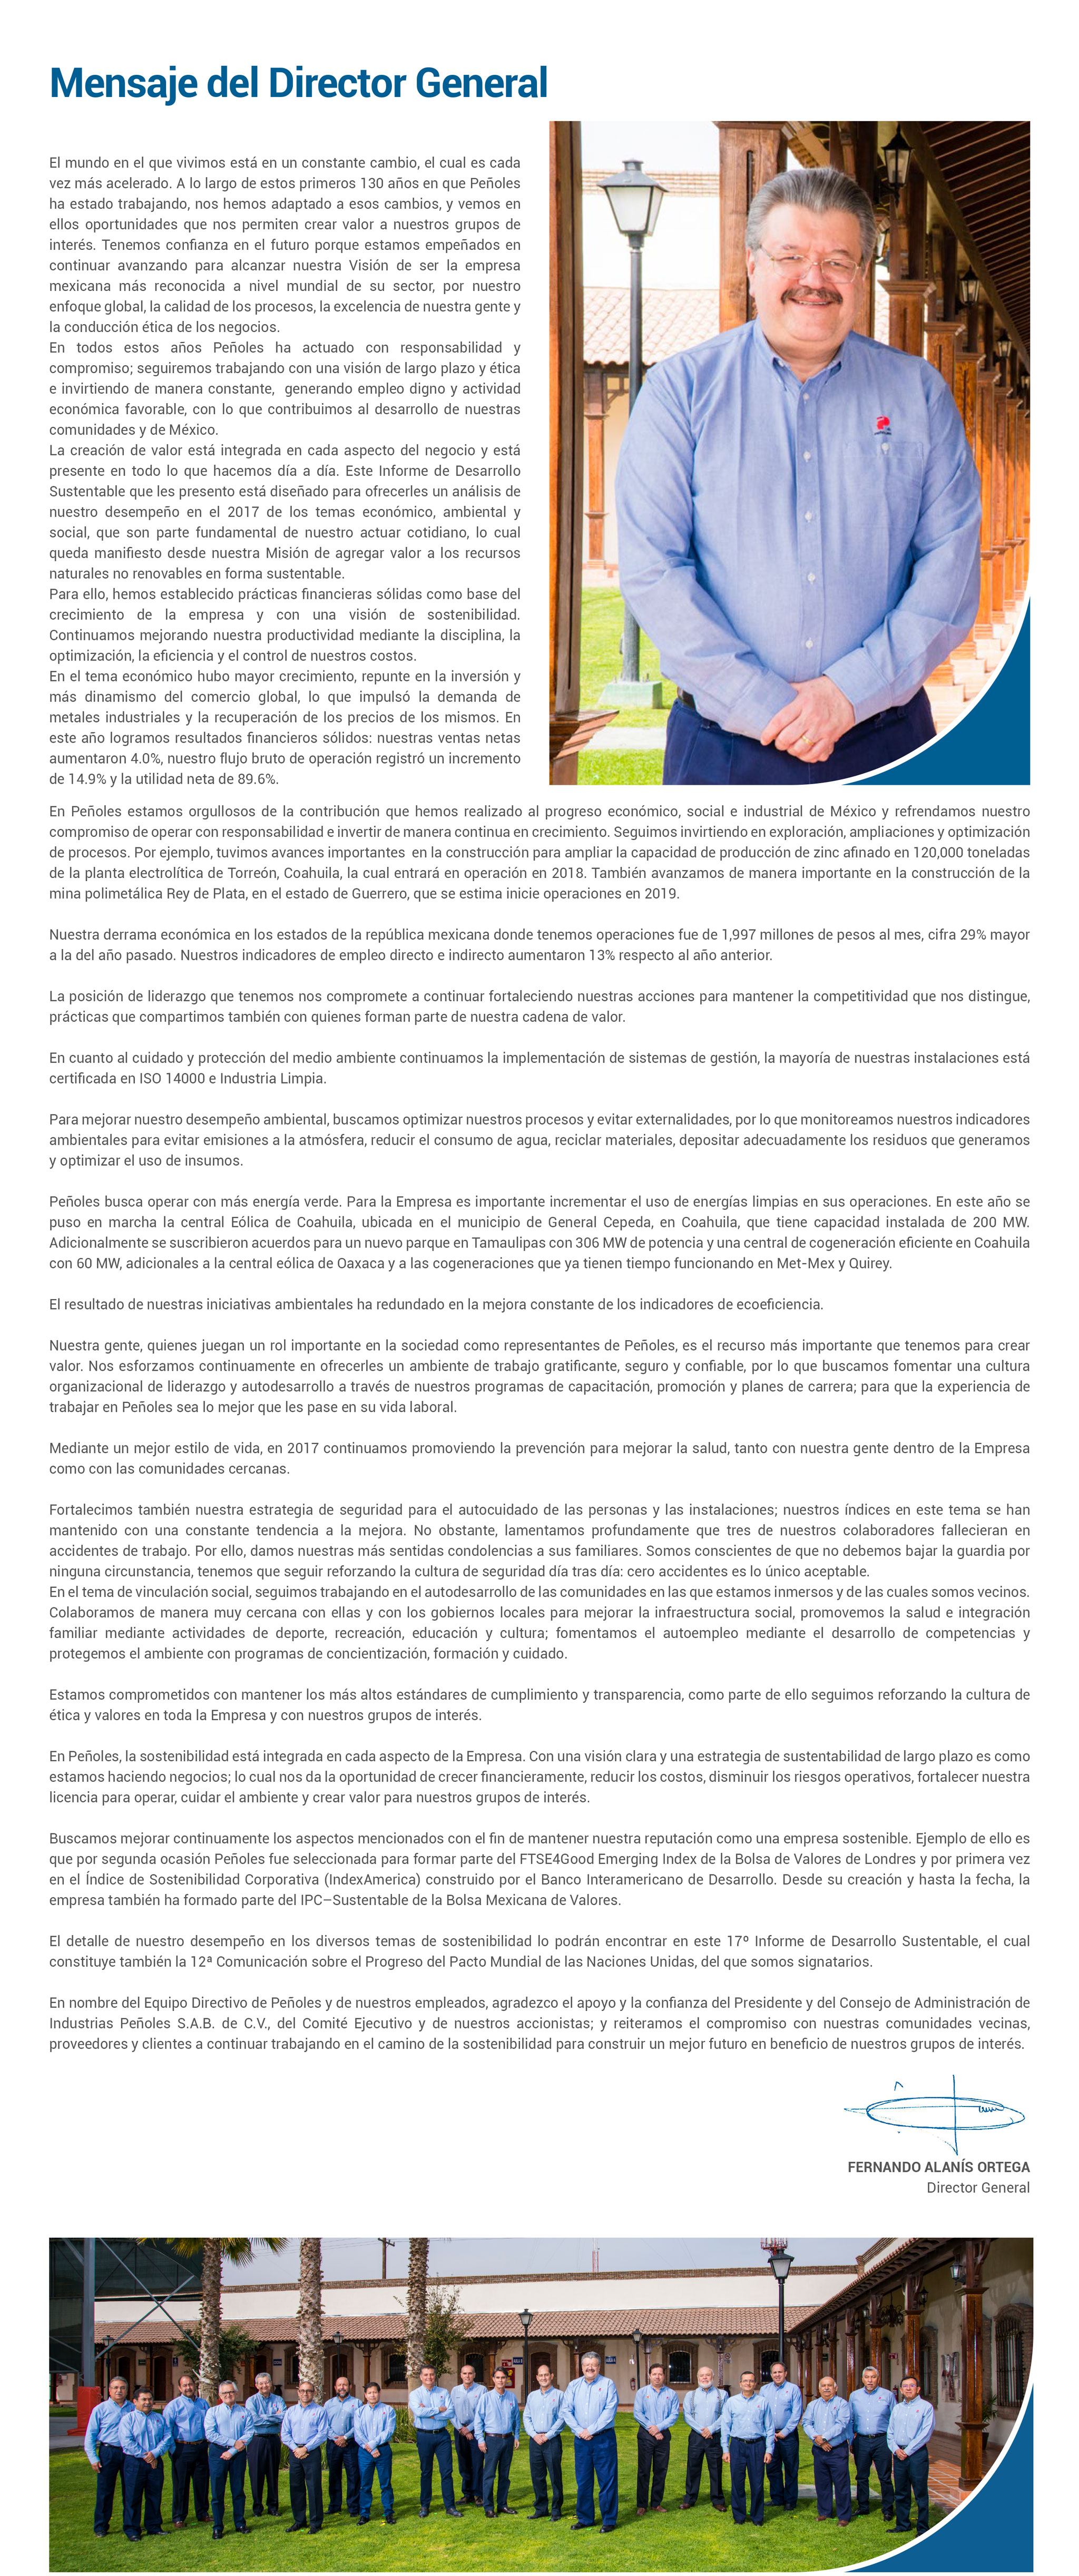 Mensaje del Director General
El mundo en el que vivimos está en un constante cambio, el cual es cada
vez más acelerado. A lo largo de estos primeros 130 años en que Peñoles
ha estado trabajando, nos hemos adaptado a esos cambios, y vemos en
ellos oportunidades que nos permiten crear valor a nuestros grupos de
interés. Tenemos confianza en el futuro porque estamos empeñados en
continuar avanzando para alcanzar nuestra Visión de ser la empresa
mexicana más reconocida a nivel mundial de su sector, por nuestro
enfoque global, la calidad de los procesos, la excelencia de nuestra gente y
la conducción ética de los negocios.
En todos estos años Peñoles ha actuado con responsabilidad y
compromiso; seguiremos trabajando con una visión de largo plazo y ética
e invirtiendo de manera constante, generando empleo digno y actividad
económica favorable, con lo que contribuimos al desarrollo de nuestras
comunidades y de México.
La creación de valor está integrada en cada aspecto del negocio y está
presente en todo lo que hacemos día a día. Este Informe de Desarrollo
Sustentable que les presento está diseñado para ofrecerles un análisis de
nuestro desempeño en el 2017 de los temas económico, ambiental y
social, que son parte fundamental de nuestro actuar cotidiano, lo cual
queda manifiesto desde nuestra Misión de agregar valor a los recursos
naturales no renovables en forma sustentable.
Para ello, hemos establecido prácticas financieras sólidas como base del
crecimiento de la empresa y con una visión de sostenibilidad.
Continuamos mejorando nuestra productividad mediante la disciplina, la
optimización, la eficiencia y el control de nuestros costos.
En el tema económico hubo mayor crecimiento, repunte en la inversión y
más dinamismo del comercio global, lo que impulsó la demanda de
metales industriales y la recuperación de los precios de los mismos. En
este año logramos resultados financieros sólidos: nuestras ventas netas
aumentaron 4.0%, nuestro flujo bruto de operación registró un incremento
de 14.9% y la utilidad neta de 89.6%.
En Peñoles estamos orgullosos de la contribución que hemos realizado al progreso económico, social e industrial de México y refrendamos nuestro
compromiso de operar con responsabilidad e invertir de manera continua en crecimiento. Seguimos invirtiendo en exploración, ampliaciones y optimización
de procesos. Por ejemplo, tuvimos avances importantes en la construcción para ampliar la capacidad de producción de zinc afinado en 120,000 toneladas
de la planta electrolítica de Torreón, Coahuila, la cual entrará en operación en 2018. También avanzamos de manera importante en la construcción de la
mina polimetálica Rey de Plata, en el estado de Guerrero, que se estima inicie operaciones en 2019.
Nuestra derrama económica en los estados de la república mexicana donde tenemos operaciones fue de 1,997 millones de pesos al mes, cifra 29% mayor
a la del año pasado. Nuestros indicadores de empleo directo e indirecto aumentaron 13% respecto al año anterior.
La posición de liderazgo que tenemos nos compromete a continuar fortaleciendo nuestras acciones para mantener la competitividad que nos distingue,
prácticas que compartimos también con quienes forman parte de nuestra cadena de valor.
En cuanto al cuidado y protección del medio ambiente continuamos la implementación de sistemas de gestión, la mayoría de nuestras instalaciones está
certificada en ISO 14000 e Industria Limpia.
Para mejorar nuestro desempeño ambiental, buscamos optimizar nuestros procesos y evitar externalidades, por lo que monitoreamos nuestros indicadores
ambientales para evitar emisiones a la atmósfera, reducir el consumo de agua, reciclar materiales, depositar adecuadamente los residuos que generamos
y optimizar el uso de insumos.
Peñoles busca operar con más energía verde. Para la Empresa es importante incrementar el uso de energías limpias en sus operaciones. En este año se
puso en marcha la central Eólica de Coahuila, ubicada en el municipio de General Cepeda, en Coahuila, que tiene capacidad instalada de 200 MW.
Adicionalmente se suscribieron acuerdos para un nuevo parque en Tamaulipas con 306 MW de potencia y una central de cogeneración eficiente en Coahuila
con 60 MW, adicionales a la central eólica de Oaxaca y a las cogeneraciones que ya tienen tiempo funcionando en Met-Mex y Quirey.
El resultado de nuestras iniciativas ambientales ha redundado en la mejora constante de los indicadores de ecoeficiencia.
Nuestra gente, quienes juegan un rol importante en la sociedad como representantes de Peñoles, es el recurso más importante que tenemos para crear
valor. Nos esforzamos continuamente en ofrecerles un ambiente de trabajo gratificante, seguro y confiable, por lo que buscamos fomentar una cultura
organizacional de liderazgo y autodesarrollo a través de nuestros programas de capacitación, promoción y planes de carrera; para que la experiencia de
trabajar en Peñoles sea lo mejor que les pase en su vida laboral.
Mediante un mejor estilo de vida, en 2017 continuamos promoviendo la prevención para mejorar la salud, tanto con nuestra gente dentro de la Empresa
como con las comunidades cercanas.
Fortalecimos también nuestra estrategia de seguridad para el autocuidado de las personas y las instalaciones; nuestros índices en este tema se han
mantenido con una constante tendencia a la mejora. No obstante, lamentamos profundamente que tres de nuestros colaboradores fallecieran en
accidentes de trabajo. Por ello, damos nuestras más sentidas condolencias a sus familiares. Somos conscientes de que no debemos bajar la guardia por
ninguna circunstancia, tenemos que seguir reforzando la cultura de seguridad día tras día: cero accidentes es lo único aceptable.
En el tema de vinculación social, seguimos trabajando en el autodesarrollo de las comunidades en las que estamos inmersos y de las cuales somos vecinos.
Colaboramos de manera muy cercana con ellas y con los gobiernos locales para mejorar la infraestructura social, promovemos la salud e integración
familiar mediante actividades de deporte, recreación, educación y cultura; fomentamos el autoempleo mediante el desarrollo de competencias y
protegemos el ambiente con programas de concientización, formación y cuidado.
Estamos comprometidos con mantener los más altos estándares de cumplimiento y transparencia, como parte de ello seguimos reforzando la cultura de
ética y valores en toda la Empresa y con nuestros grupos de interés.
En Peñoles, la sostenibilidad está integrada en cada aspecto de la Empresa. Con una visión clara y una estrategia de sustentabilidad de largo plazo es como
estamos haciendo negocios; lo cual nos da la oportunidad de crecer financieramente, reducir los costos, disminuir los riesgos operativos, fortalecer nuestra
licencia para operar, cuidar el ambiente y crear valor para nuestros grupos de interés.
Buscamos mejorar continuamente los aspectos mencionados con el fin de mantener nuestra reputación como una empresa sostenible. Ejemplo de ello es
que por segunda ocasión Peñoles fue seleccionada para formar parte del FTSE4Good Emerging Index de la Bolsa de Valores de Londres y por primera vez
en el Índice de Sostenibilidad Corporativa (IndexAmerica) construido por el Banco Interamericano de Desarrollo. Desde su creación y hasta la fecha, la
empresa también ha formado parte del IPC–Sustentable de la Bolsa Mexicana de Valores.
El detalle de nuestro desempeño en los diversos temas de sostenibilidad lo podrán encontrar en este 17º Informe de Desarrollo Sustentable, el cual
constituye también la 12ª Comunicación sobre el Progreso del Pacto Mundial de las Naciones Unidas, del que somos signatarios.
En nombre del Equipo Directivo de Peñoles y de nuestros empleados, agradezco el apoyo y la confianza del Presidente y del Consejo de Administración de
Industrias Peñoles S.A.B. de C.V., del Comité Ejecutivo y de nuestros accionistas; y reiteramos el compromiso con nuestras comunidades vecinas,
proveedores y clientes a continuar trabajando en el camino de la sostenibilidad para construir un mejor futuro en beneficio de nuestros grupos de interés.
FERNANDO ALANÍS ORTEGA
Director General